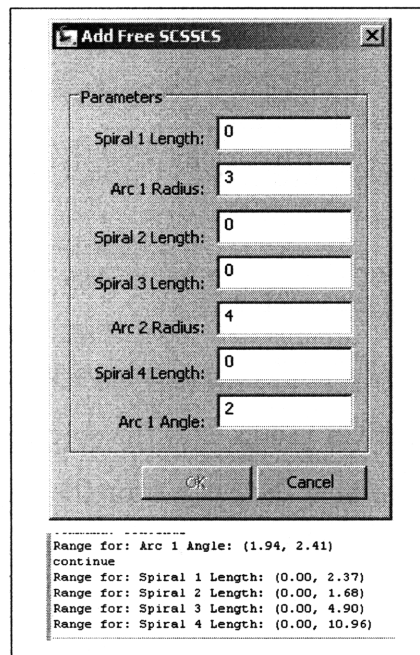 Add Free SCSSCS
Parameters
Spiral 1 Length: 0
Arc 1 Radius: 3
Spiral 2 Length: 0
Spiral 3 Length: 0
Arc 2 Radius: 4
Spiral 4 Length: 0
Arc 1 Angle: 2
OK Cancel
Range for: Arc 1 Angle: (1.94, 2.41)
continue
Range for: Spiral 1 Length: (0.00, 2.37)
Range for: Spiral 2 Length: (0.00, 1.68)
Range for: Spiral 3 Length: (0.00, 4.90)
Range for: Spiral 4 Length: (0.00, 10.96)